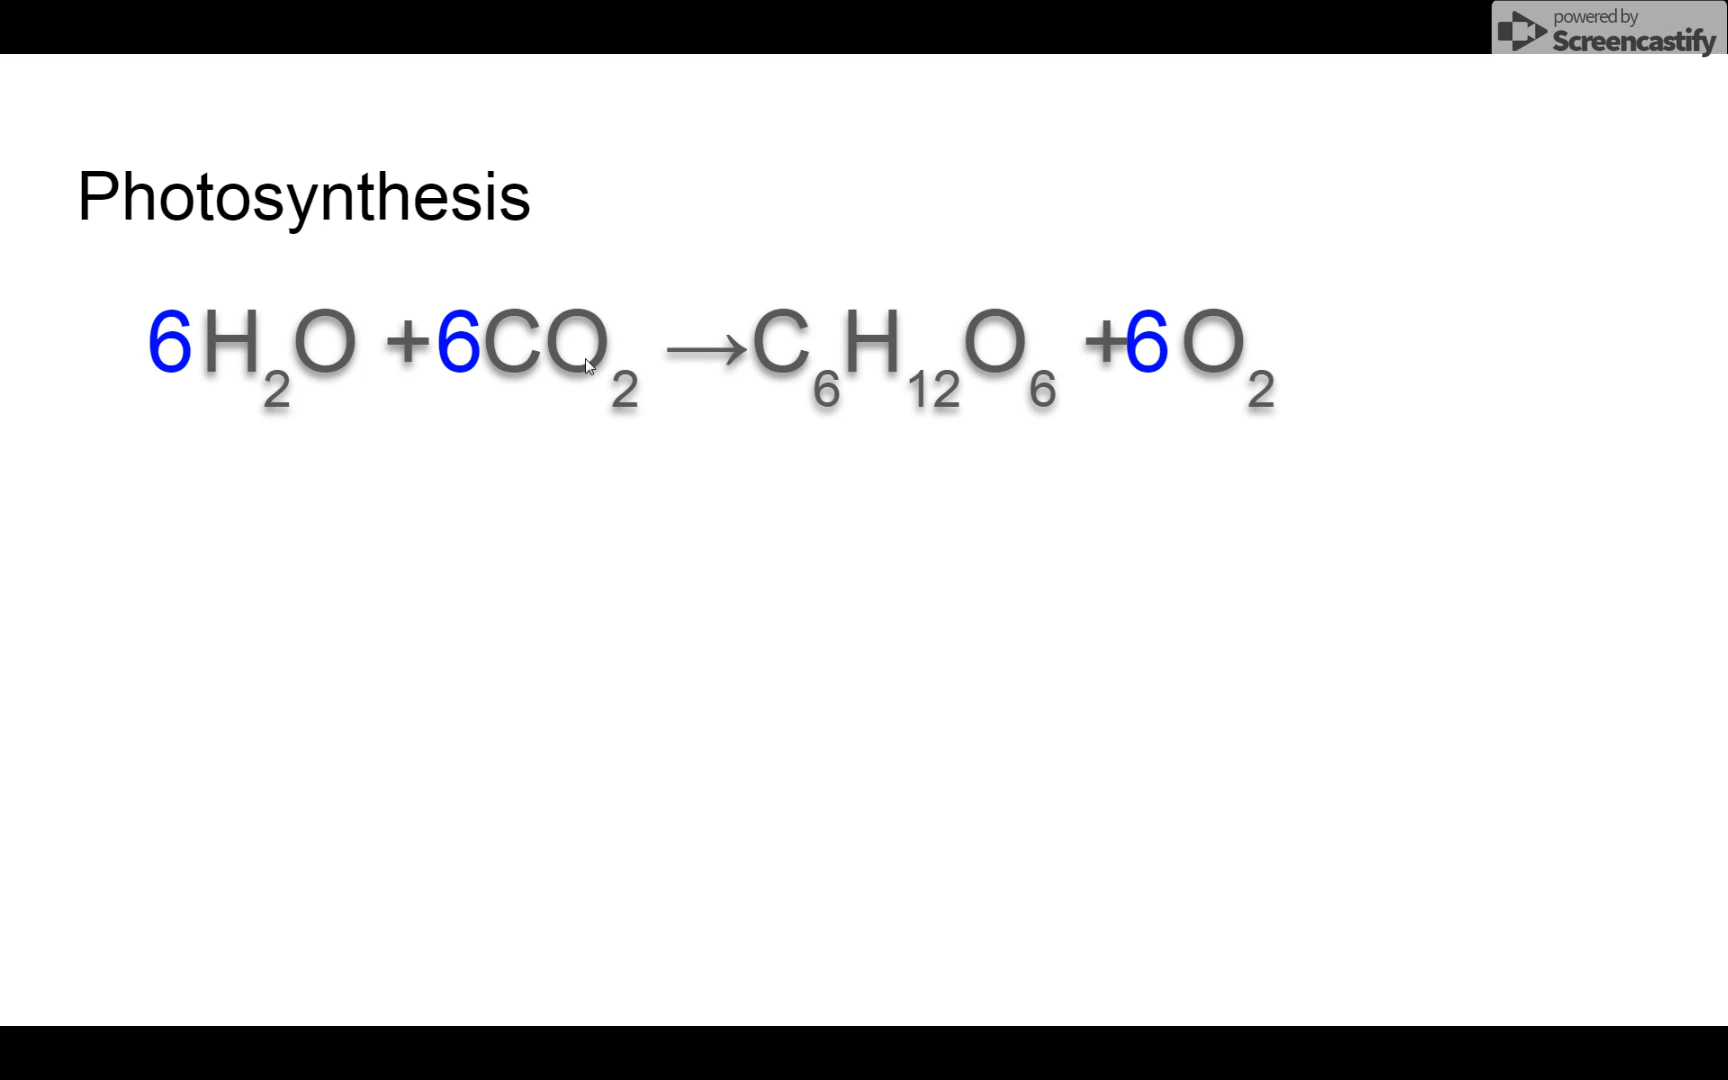 powered by
Screencastify
Photosynthesis
6H₂O +6CO₂ →C₆H₁₂O₆ +6O₂